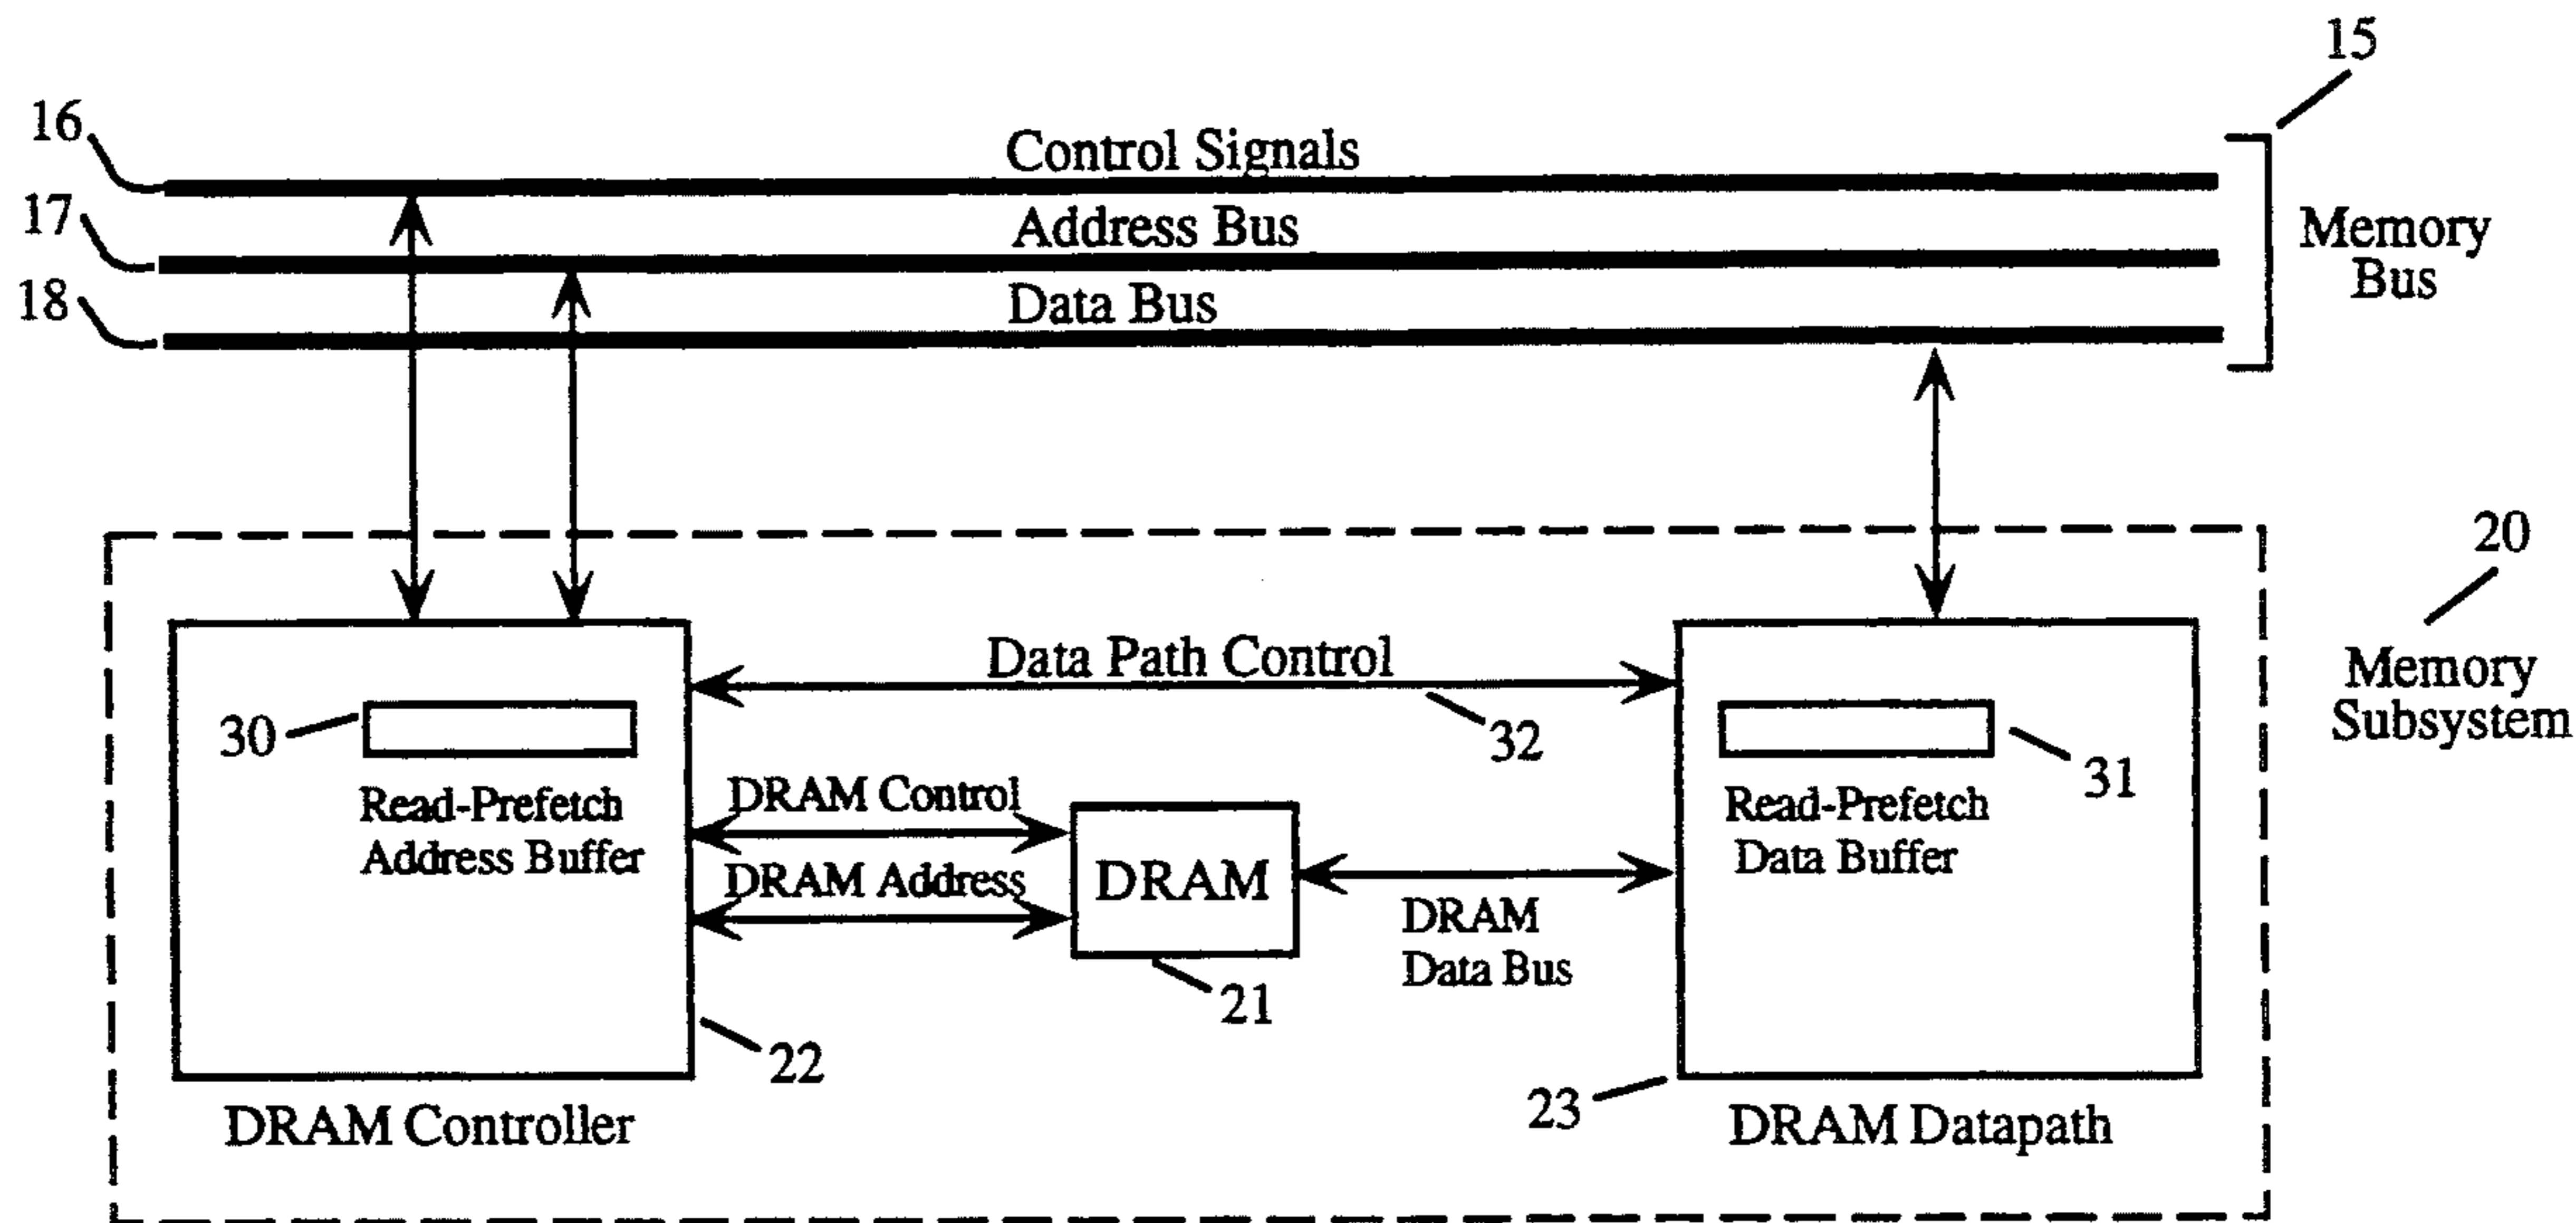 15
16
Control Signals
17
Address Bus
Memory
Bus
18
Data Bus
20
Memory
Subsystem
Data Path Control
32
30
31
Read-Prefetch
Address Buffer
DRAM Control
DRAM Address
DRAM
21
DRAM
Data Bus
Read-Prefetch
Data Buffer
22
23
DRAM Controller
DRAM Datapath